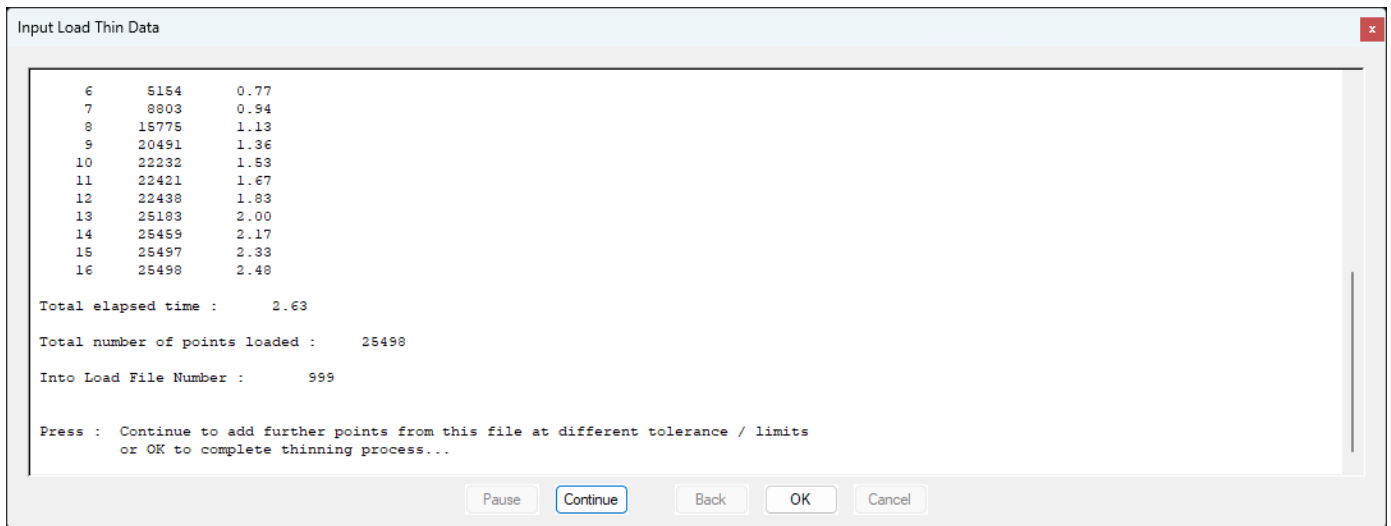 Input Load Thin Data
x
6 5154 0.77
7 8803 0.94
8 15775 1.13
9 20491 1.36
10 22232 1.53
11 22421 1.67
12 22438 1.83
13 25183 2.00
14 25459 2.17
15 25497 2.33
16 25498 2.48
Total elapsed time : 2.63
Total number of points loaded : 25498
Into Load File Number : 999
Press : Continue to add further points from this file at different tolerance / limits
or OK to complete thinning process...
Pause Continue Back OK Cancel